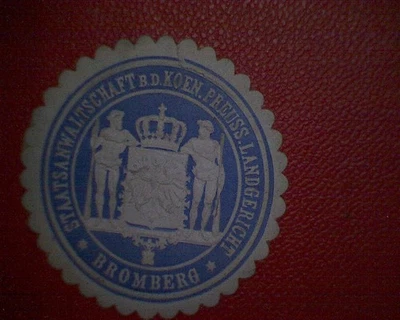 STAATSANWALTSCHAFT B.D. KOEN. PREUSS. LANDGERICHT
* BROMBERG *